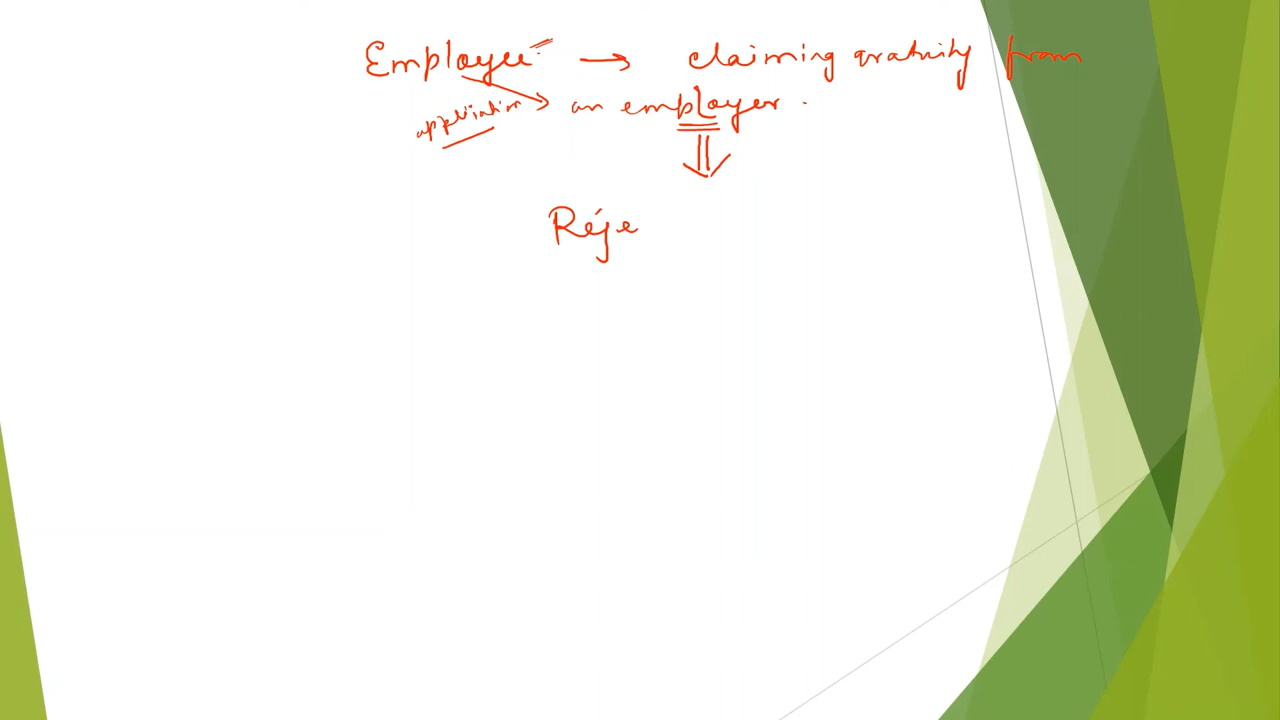 Employee → claiming gratuity from
application → an employer.
Reje